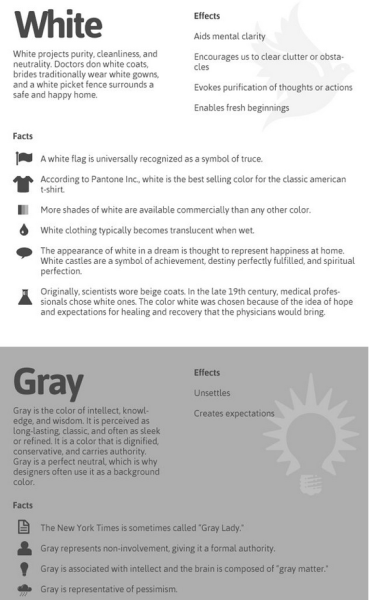 White
White projects purity, cleanliness, and
neutrality. Doctors don white coats,
brides traditionally wear white gowns,
and a white picket fence surrounds a
safe and happy home.
Effects
Aids mental clarity
Encourages us to clear clutter or obsta-
cles
Evokes purification of thoughts or actions
Enables fresh beginnings
Facts
A white flag is universally recognized as a symbol of truce.
According to Pantone Inc., white is the best selling color for the classic american
t-shirt.
More shades of white are available commercially than any other color.
White clothing typically becomes translucent when wet.
The appearance of white in a dream is thought to represent happiness at home.
White castles are a symbol of achievement, destiny perfectly fulfilled, and spiritual
perfection.
Originally, scientists wore beige coats. In the late 19th century, medical profes-
sionals chose white ones. The color white was chosen because of the idea of hope
and expectations for healing and recovery that the physicians would bring.
Gray
Gray is the color of intellect, knowl-
edge, and wisdom. It is perceived as
long-lasting, classic, and often as sleek
or refined. It is a color that is dignified,
conservative, and carries authority.
Gray is a perfect neutral, which is why
designers often use it as a background
color.
Effects
Unsettles
Creates expectations
Facts
The New York Times is sometimes called "Gray Lady."
Gray represents non-involvement, giving it a formal authority.
Gray is associated with intellect and the brain is composed of "gray matter."
Gray is representative of pessimism.